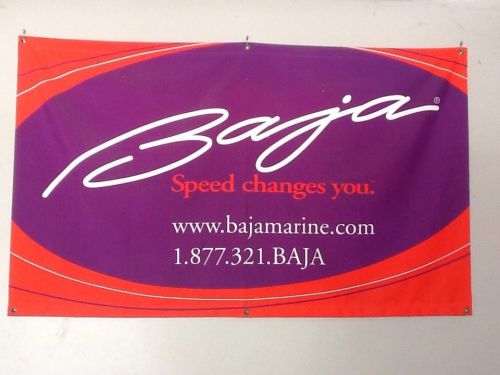 Baja®
Speed changes you.™
www.bajamarine.com
1.877.321.BAJA